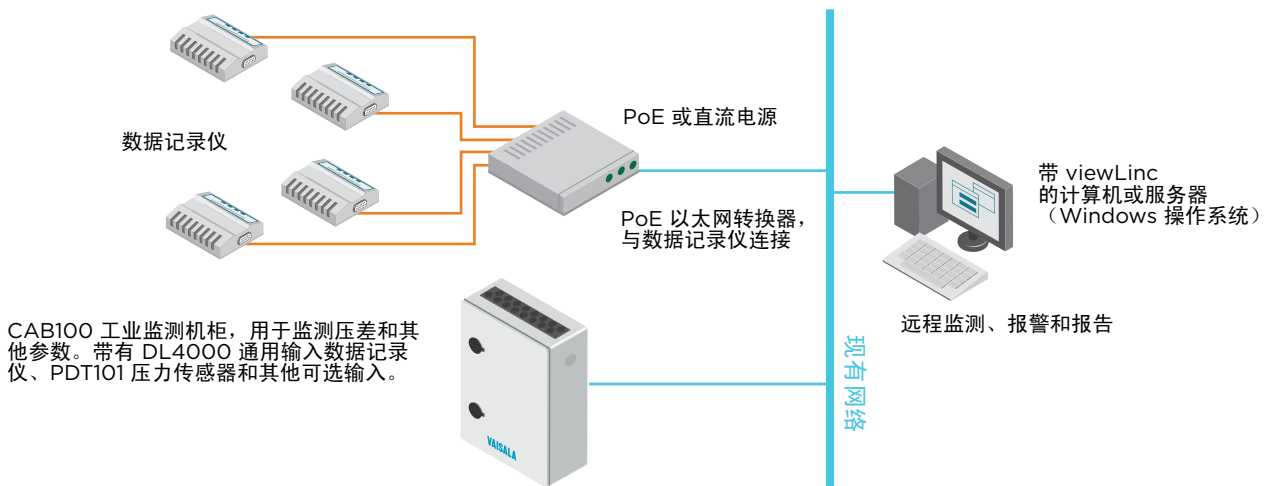 数据记录仪
PoE 或直流电源
PoE 以太网转换器，
与数据记录仪连接
带 viewLinc
的计算机或服务器
（Windows 操作系统）
远程监测、报警和报告
CAB100 工业监测机柜，用于监测压差和其
他参数。带有 DL4000 通用输入数据记录
仪、PDT101 压力传感器和其他可选输入。
VAISALA
现有网络